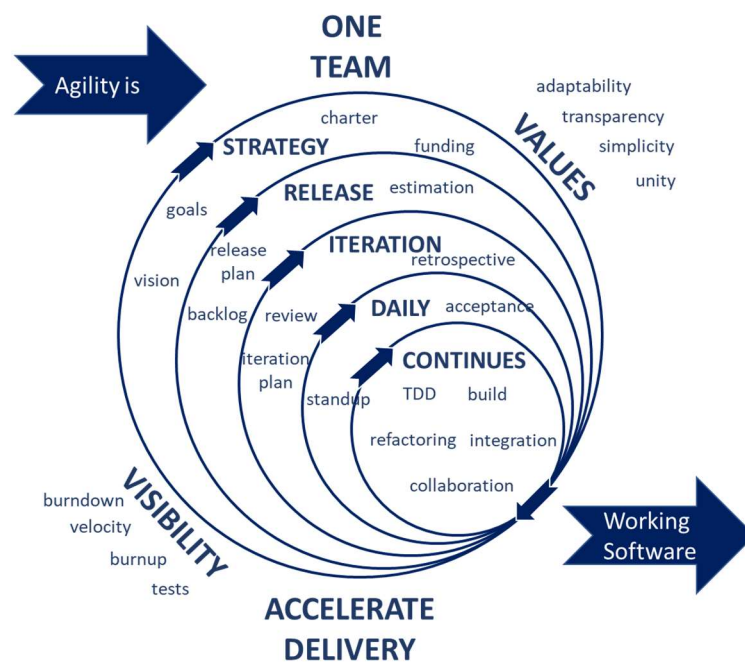 ONE
TEAM
Agility is
adaptability
transparency
simplicity
unity
VALUES
charter
STRATEGY
funding
goals
RELEASE
estimation
release
plan
ITERATION
retrospective
vision
backlog
review
DAILY
acceptance
iteration
plan
CONTINUES
standup
TDD
build
refactoring
integration
collaboration
VISIBILITY
burndown
velocity
burnup
tests
Working
Software
ACCELERATE
DELIVERY